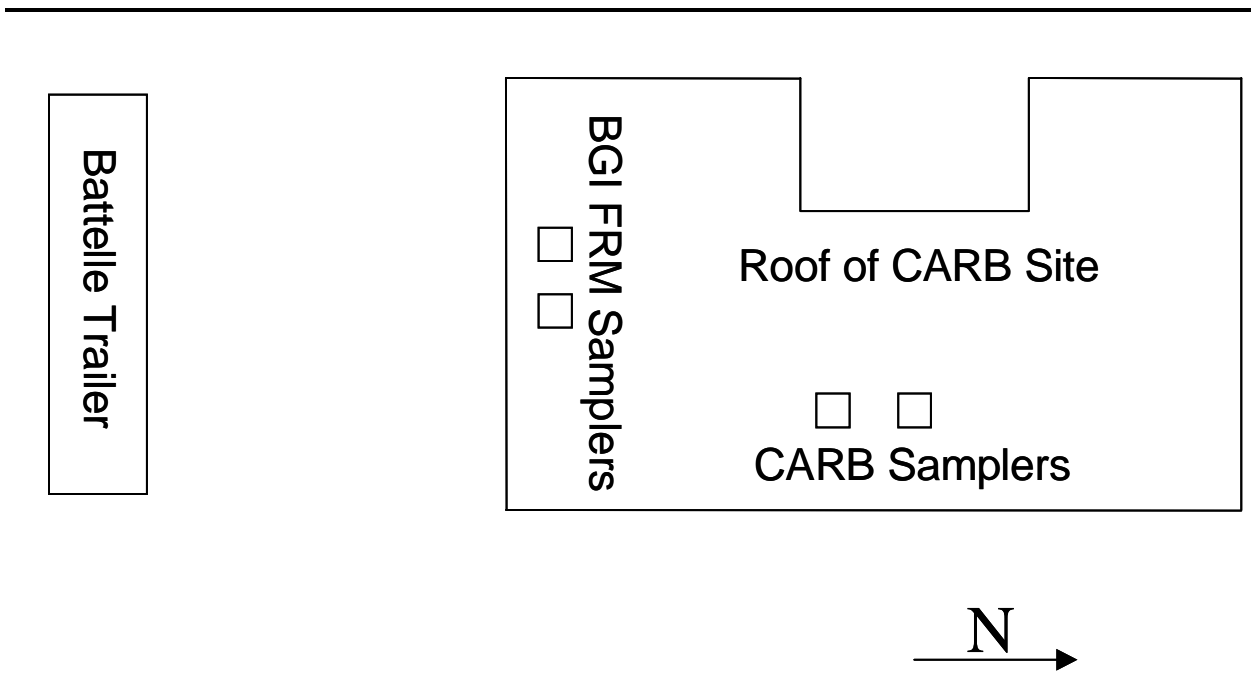 Battelle Trailer
BGI FRM Samplers
Roof of CARB Site
CARB Samplers
N